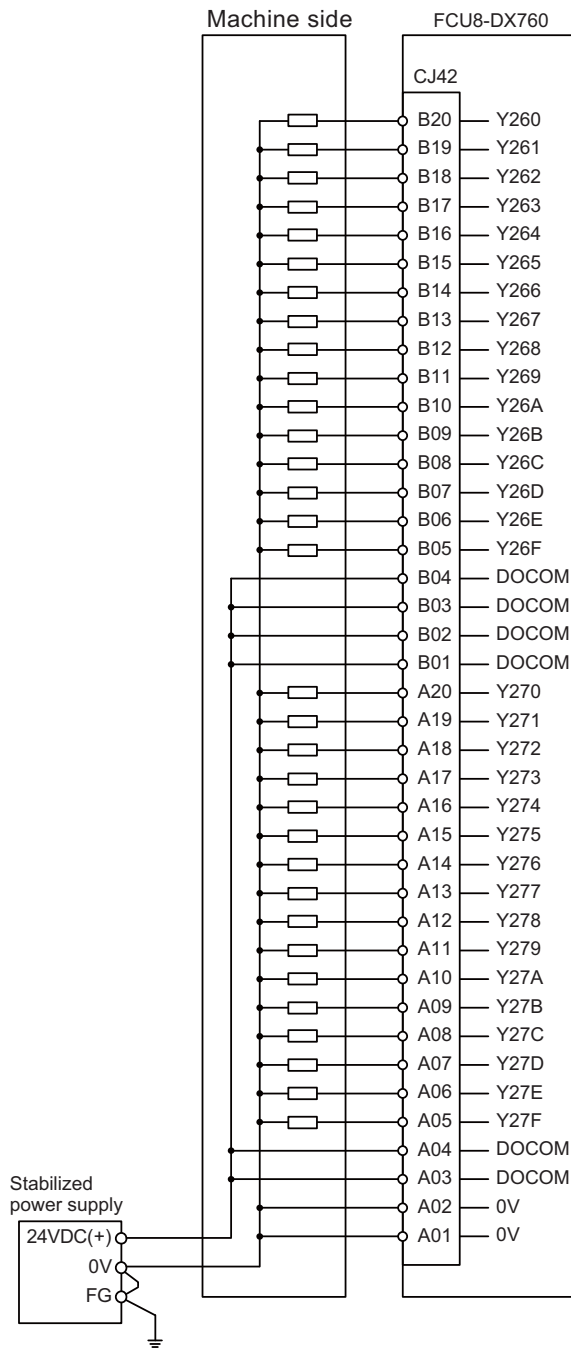 Machine side
FCU8-DX760
CJ42
B20 Y260
B19 Y261
B18 Y262
B17 Y263
B16 Y264
B15 Y265
B14 Y266
B13 Y267
B12 Y268
B11 Y269
B10 Y26A
B09 Y26B
B08 Y26C
B07 Y26D
B06 Y26E
B05 Y26F
B04 DOCOM
B03 DOCOM
B02 DOCOM
B01 DOCOM
A20 Y270
A19 Y271
A18 Y272
A17 Y273
A16 Y274
A15 Y275
A14 Y276
A13 Y277
A12 Y278
A11 Y279
A10 Y27A
A09 Y27B
A08 Y27C
A07 Y27D
A06 Y27E
A05 Y27F
A04 DOCOM
A03 DOCOM
A02 0V
A01 0V
Stabilized
power supply
24VDC(+)
0V
FG